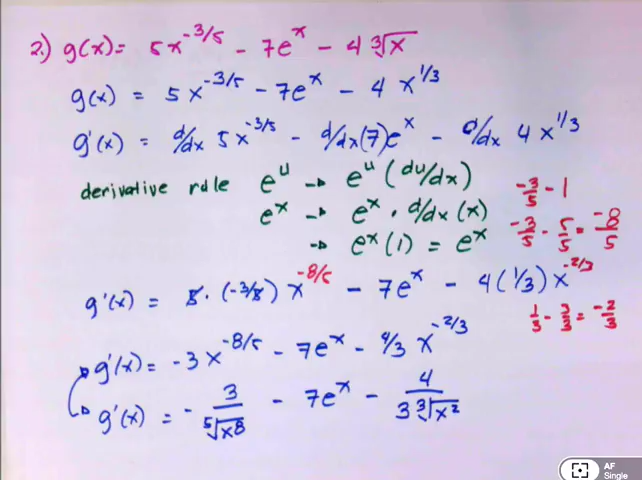 2.) g(x) = 5x^{-3/5} - 7e^x - 4∛x
g(x) = 5x^{-3/5} - 7e^x - 4x^{1/3}
g'(x) = d/dx 5x^{-3/5} - d/dx(7)e^x - d/dx 4x^{1/3}
derivative rule e^u → e^u (du/dx)
e^x → e^x · d/dx (x)
→ e^x (1) = e^x
-3/5 - 1
-3/5 - 5/5 = -8/5
g'(x) = 5 · (-3/5) x^{-8/5} - 7e^x - 4(1/3)x^{-2/3}
1/3 - 3/3 = -2/3
g'(x) = -3x^{-8/5} - 7e^x - 4/3 x^{-2/3}
g'(x) = - 3/⁵√x^8 - 7e^x - 4/3∛x^2
AF
Single